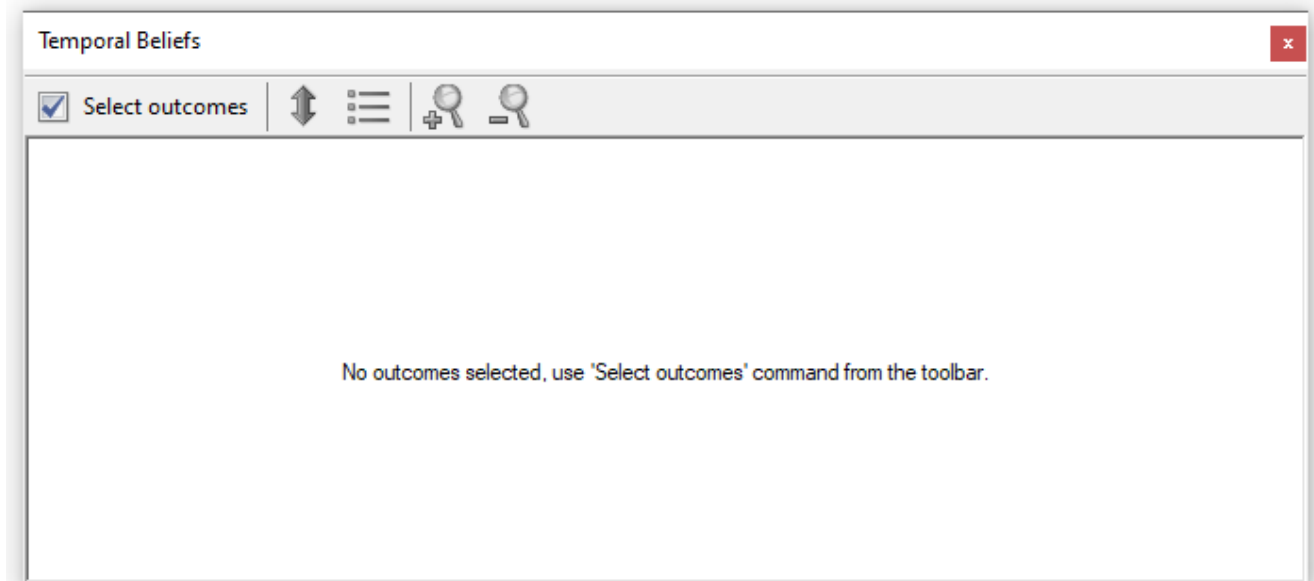 Temporal Beliefs
x
Select outcomes
No outcomes selected, use 'Select outcomes' command from the toolbar.